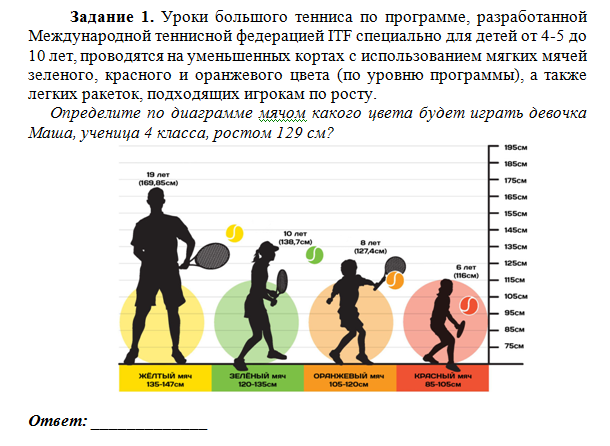 Задание 1. Уроки большого тенниса по программе, разработанной
Международной теннисной федерацией ITF специально для детей от 4-5 до
10 лет, проводятся на уменьшенных кортах с использованием мягких мячей
зеленого, красного и оранжевого цвета (по уровню программы), а также
легких ракеток, подходящих игрокам по росту.
Определите по диаграмме мячом какого цвета будет играть девочка
Маша, ученица 4 класса, ростом 129 см?
19 лет
(169,85см)
10 лет
(138,7см)
8 лет
(127,4см)
6 лет
(116см)
195см
185см
175см
165см
155см
145см
135см
125см
115см
105см
95см
85см
75см
ЖЁЛТЫЙ мяч
135-147см
ЗЕЛЁНЫЙ мяч
120-135см
ОРАНЖЕВЫЙ мяч
105-120см
КРАСНЫЙ мяч
85-105см
Ответ: ______________